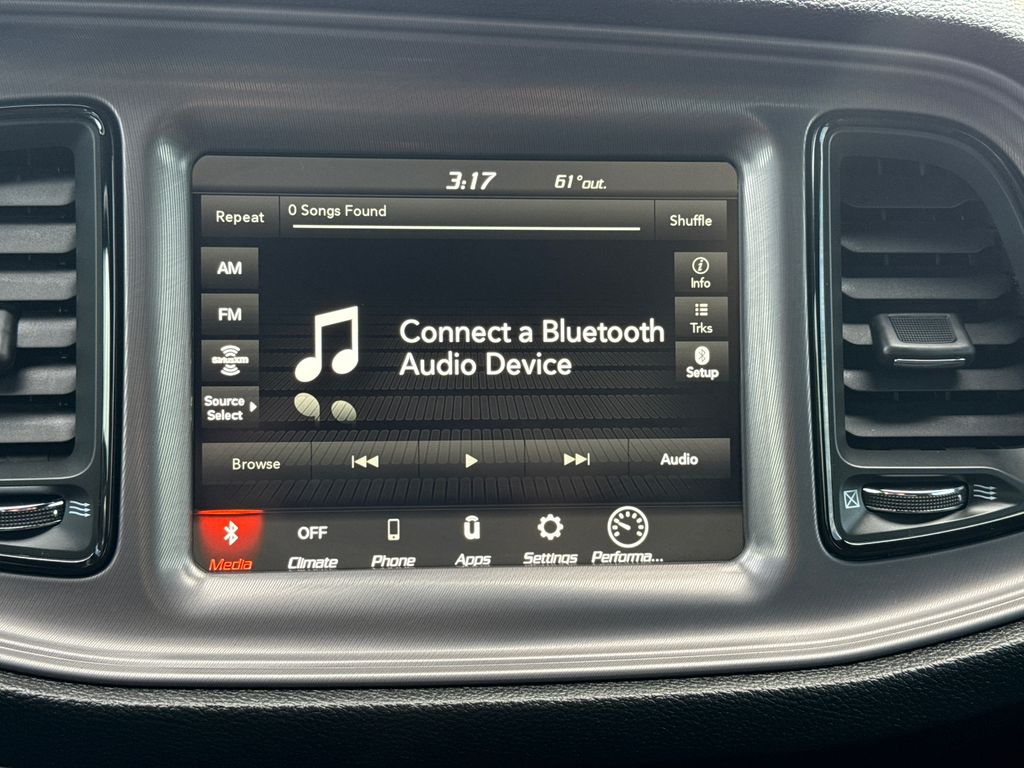 3:17 61°out.
Repeat 0 Songs Found Shuffle
AM
Info
FM
Trks
Connect a Bluetooth
Audio Device
SiriusXM
Setup
Source
Select
Browse Audio
OFF
Media Climate Phone Apps Settings Performa...